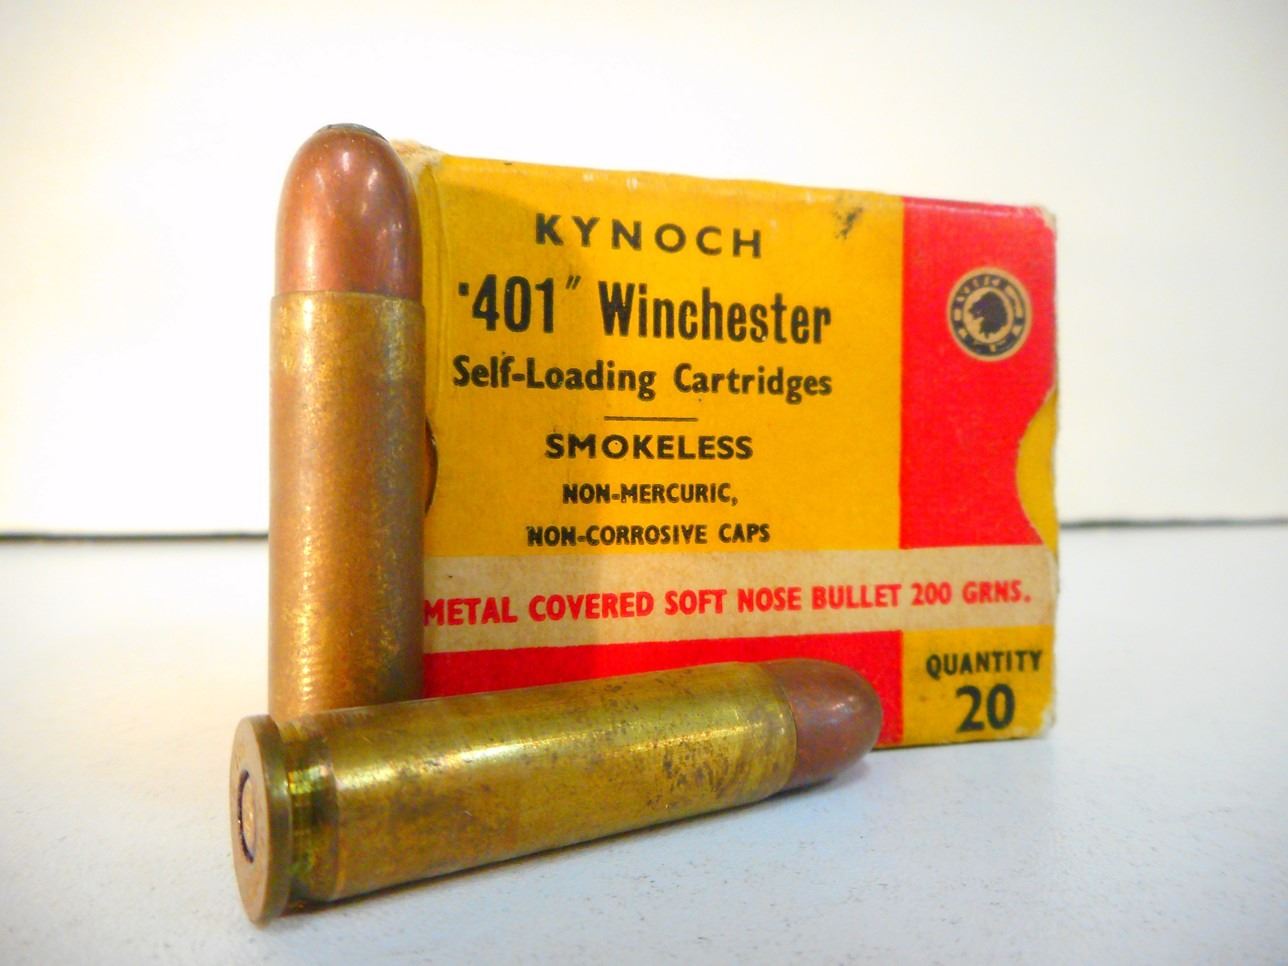 KYNOCH
·401″ Winchester
Self-Loading Cartridges
SMOKELESS
NON-MERCURIC,
NON-CORROSIVE CAPS
METAL COVERED SOFT NOSE BULLET 200 GRNS.
QUANTITY
20